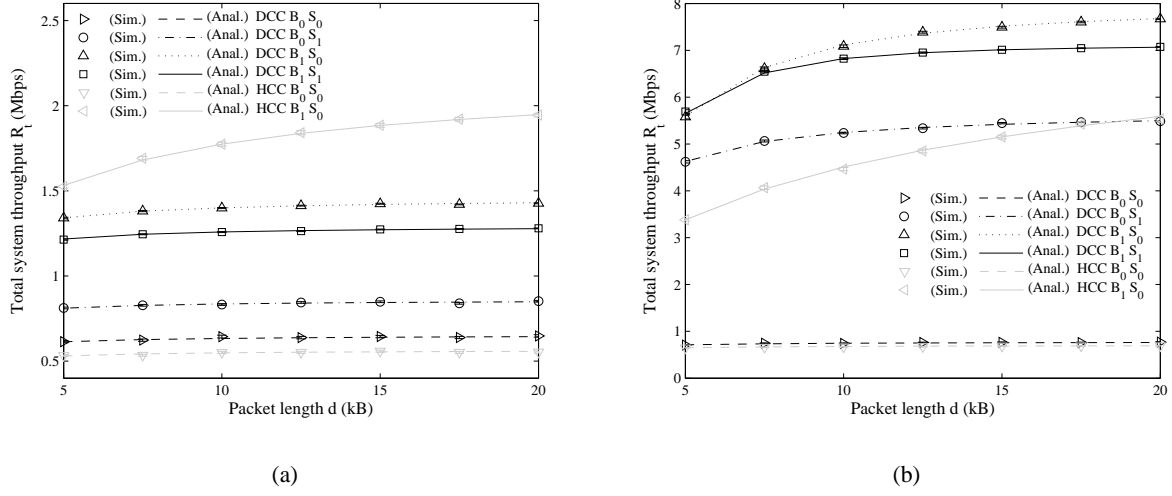 2.5
2
1.5
1
0.5
5
10
15
20
Total system throughput R_t (Mbps)
Packet length d (kB)
(Sim.) (Anal.) DCC B_0 S_0
(Sim.) (Anal.) DCC B_0 S_1
(Sim.) (Anal.) DCC B_1 S_0
(Sim.) (Anal.) DCC B_1 S_1
(Sim.) (Anal.) HCC B_0 S_0
(Sim.) (Anal.) HCC B_1 S_0
(a)
8
7
6
5
4
3
2
1
0
5
10
15
20
Total system throughput R_t (Mbps)
Packet length d (kB)
(Sim.) (Anal.) DCC B_0 S_0
(Sim.) (Anal.) DCC B_0 S_1
(Sim.) (Anal.) DCC B_1 S_0
(Sim.) (Anal.) DCC B_1 S_1
(Sim.) (Anal.) HCC B_0 S_0
(Sim.) (Anal.) HCC B_1 S_0
(b)